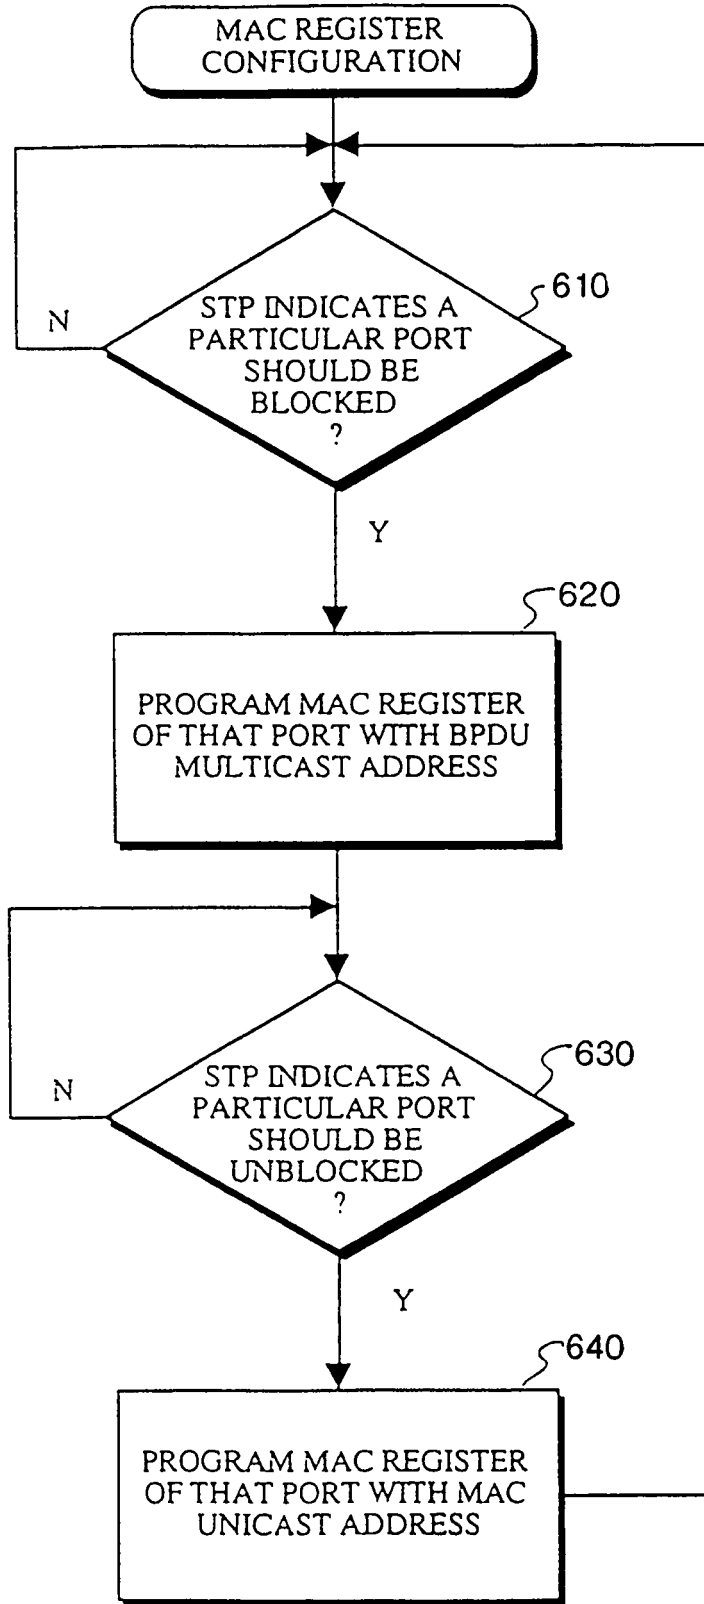 MAC REGISTER
CONFIGURATION
610
STP INDICATES A
PARTICULAR PORT
SHOULD BE
BLOCKED
?
N
Y
620
PROGRAM MAC REGISTER
OF THAT PORT WITH BPDU
MULTICAST ADDRESS
630
STP INDICATES A
PARTICULAR PORT
SHOULD BE
UNBLOCKED
?
N
Y
640
PROGRAM MAC REGISTER
OF THAT PORT WITH MAC
UNICAST ADDRESS